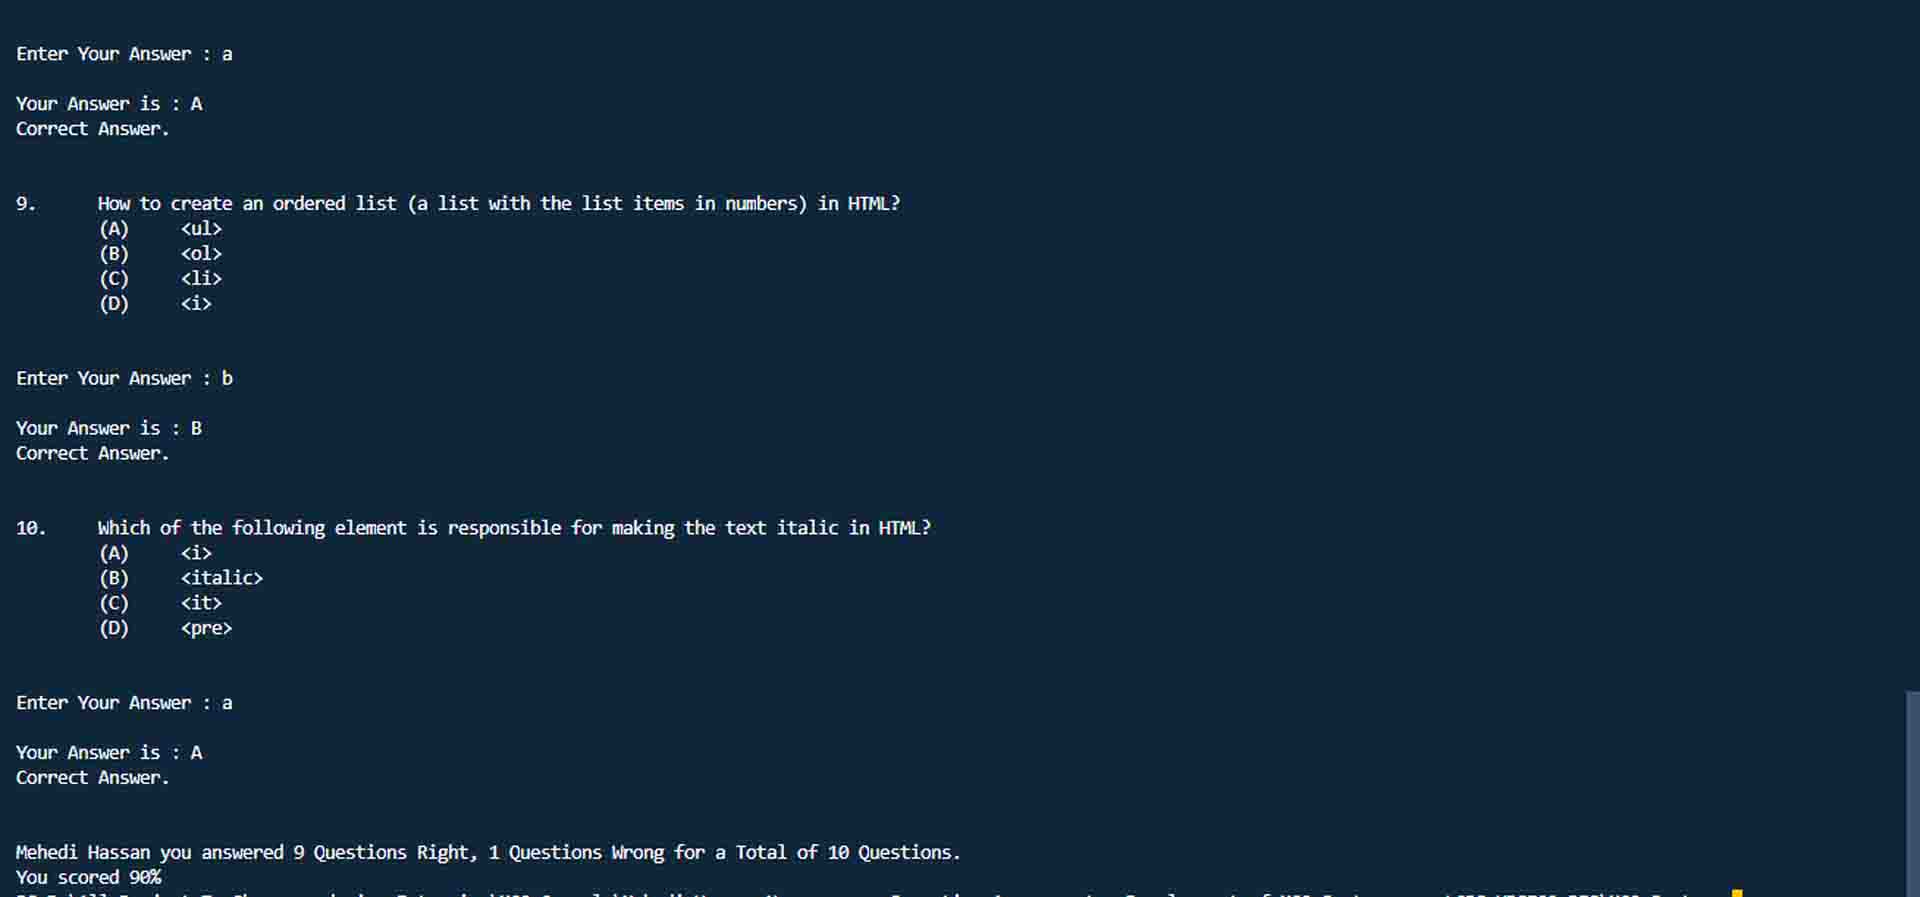 Enter Your Answer : a
Your Answer is : A
Correct Answer.
9. How to create an ordered list (a list with the list items in numbers) in HTML?
(A) <ul>
(B) <ol>
(C) <li>
(D) <i>
Enter Your Answer : b
Your Answer is : B
Correct Answer.
10. Which of the following element is responsible for making the text italic in HTML?
(A) <i>
(B) <italic>
(C) <it>
(D) <pre>
Enter Your Answer : a
Your Answer is : A
Correct Answer.
Mehedi Hassan you answered 9 Questions Right, 1 Questions Wrong for a Total of 10 Questions.
You scored 90%